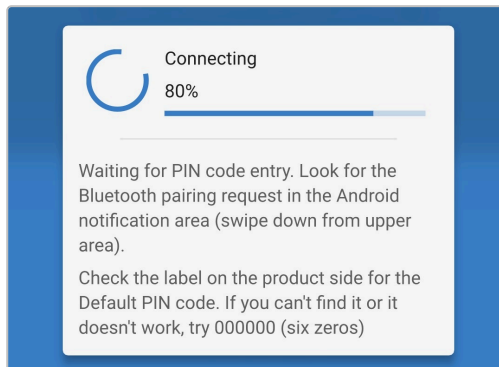 Connecting
80%
Waiting for PIN code entry. Look for the
Bluetooth pairing request in the Android
notification area (swipe down from upper
area).
Check the label on the product side for the
Default PIN code. If you can't find it or it
doesn't work, try 000000 (six zeros)